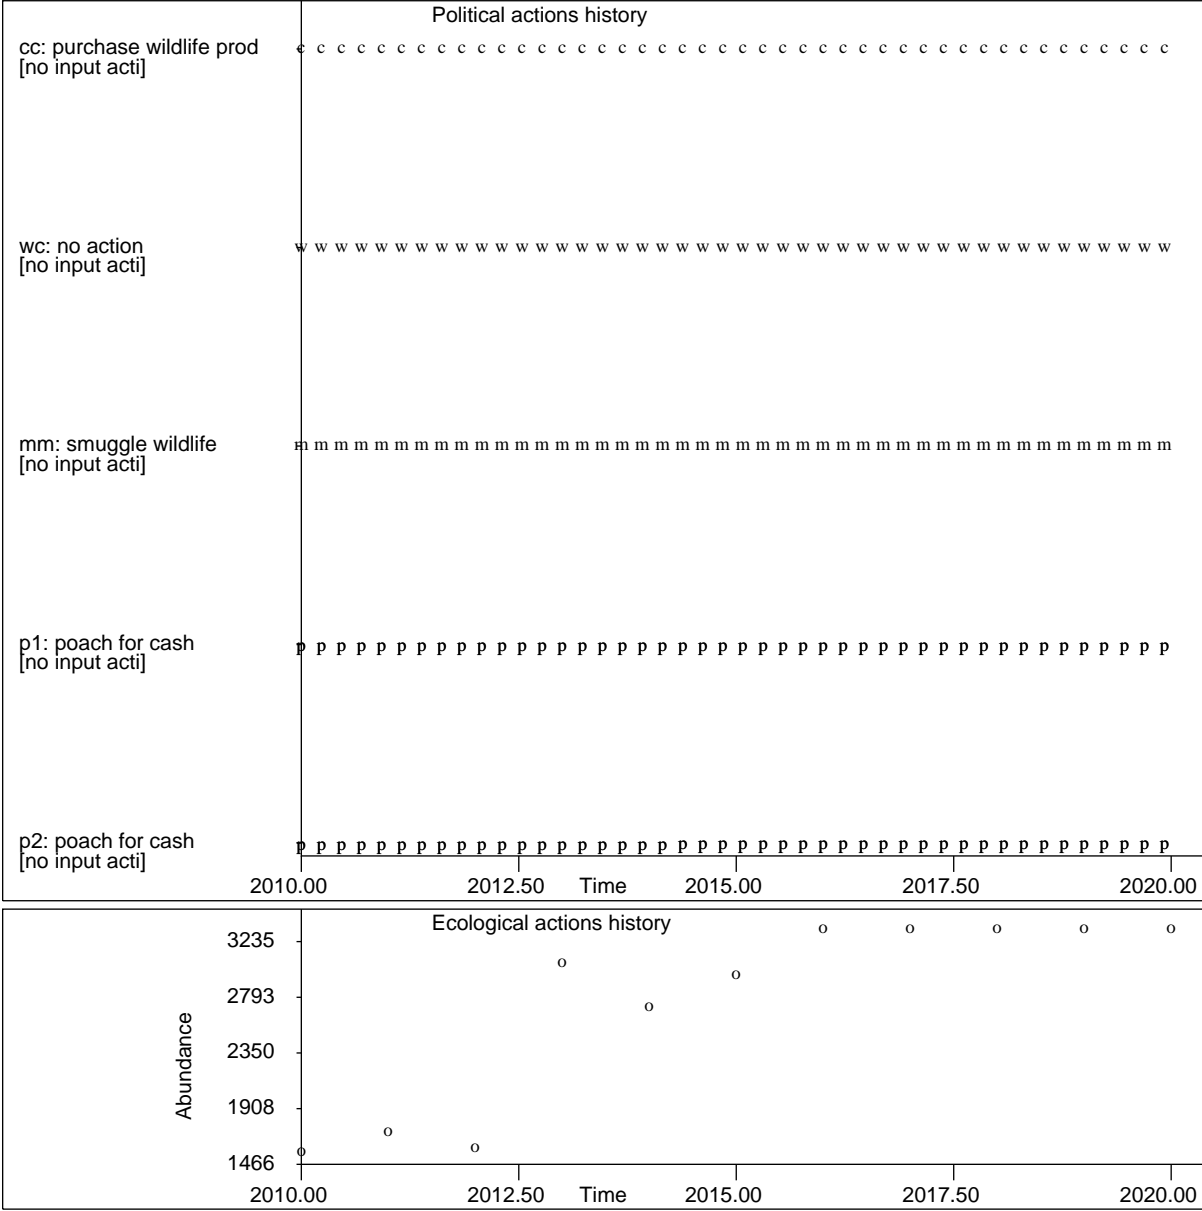 Political actions history
cc: purchase wildlife prod
[no input acti]
c c c c c c c c c c c c c c c c c c c c c c c c c c c c c c c c c c c c c c c c c c c c
wc: no action
[no input acti]
w w w w w w w w w w w w w w w w w w w w w w w w w w w w w w w w w w w w w w w w w w w w
mm: smuggle wildlife
[no input acti]
m m m m m m m m m m m m m m m m m m m m m m m m m m m m m m m m m m m m m m m m m m m m
p1: poach for cash
[no input acti]
p p p p p p p p p p p p p p p p p p p p p p p p p p p p p p p p p p p p p p p p p p p p
p2: poach for cash
[no input acti]
p p p p p p p p p p p p p p p p p p p p p p p p p p p p p p p p p p p p p p p p p p p p
2010.00 2012.50 Time 2015.00 2017.50 2020.00
Ecological actions history
3235
2793
2350
1908
1466
Abundance
o o o o o o o o o o o
2010.00 2012.50 Time 2015.00 2017.50 2020.00